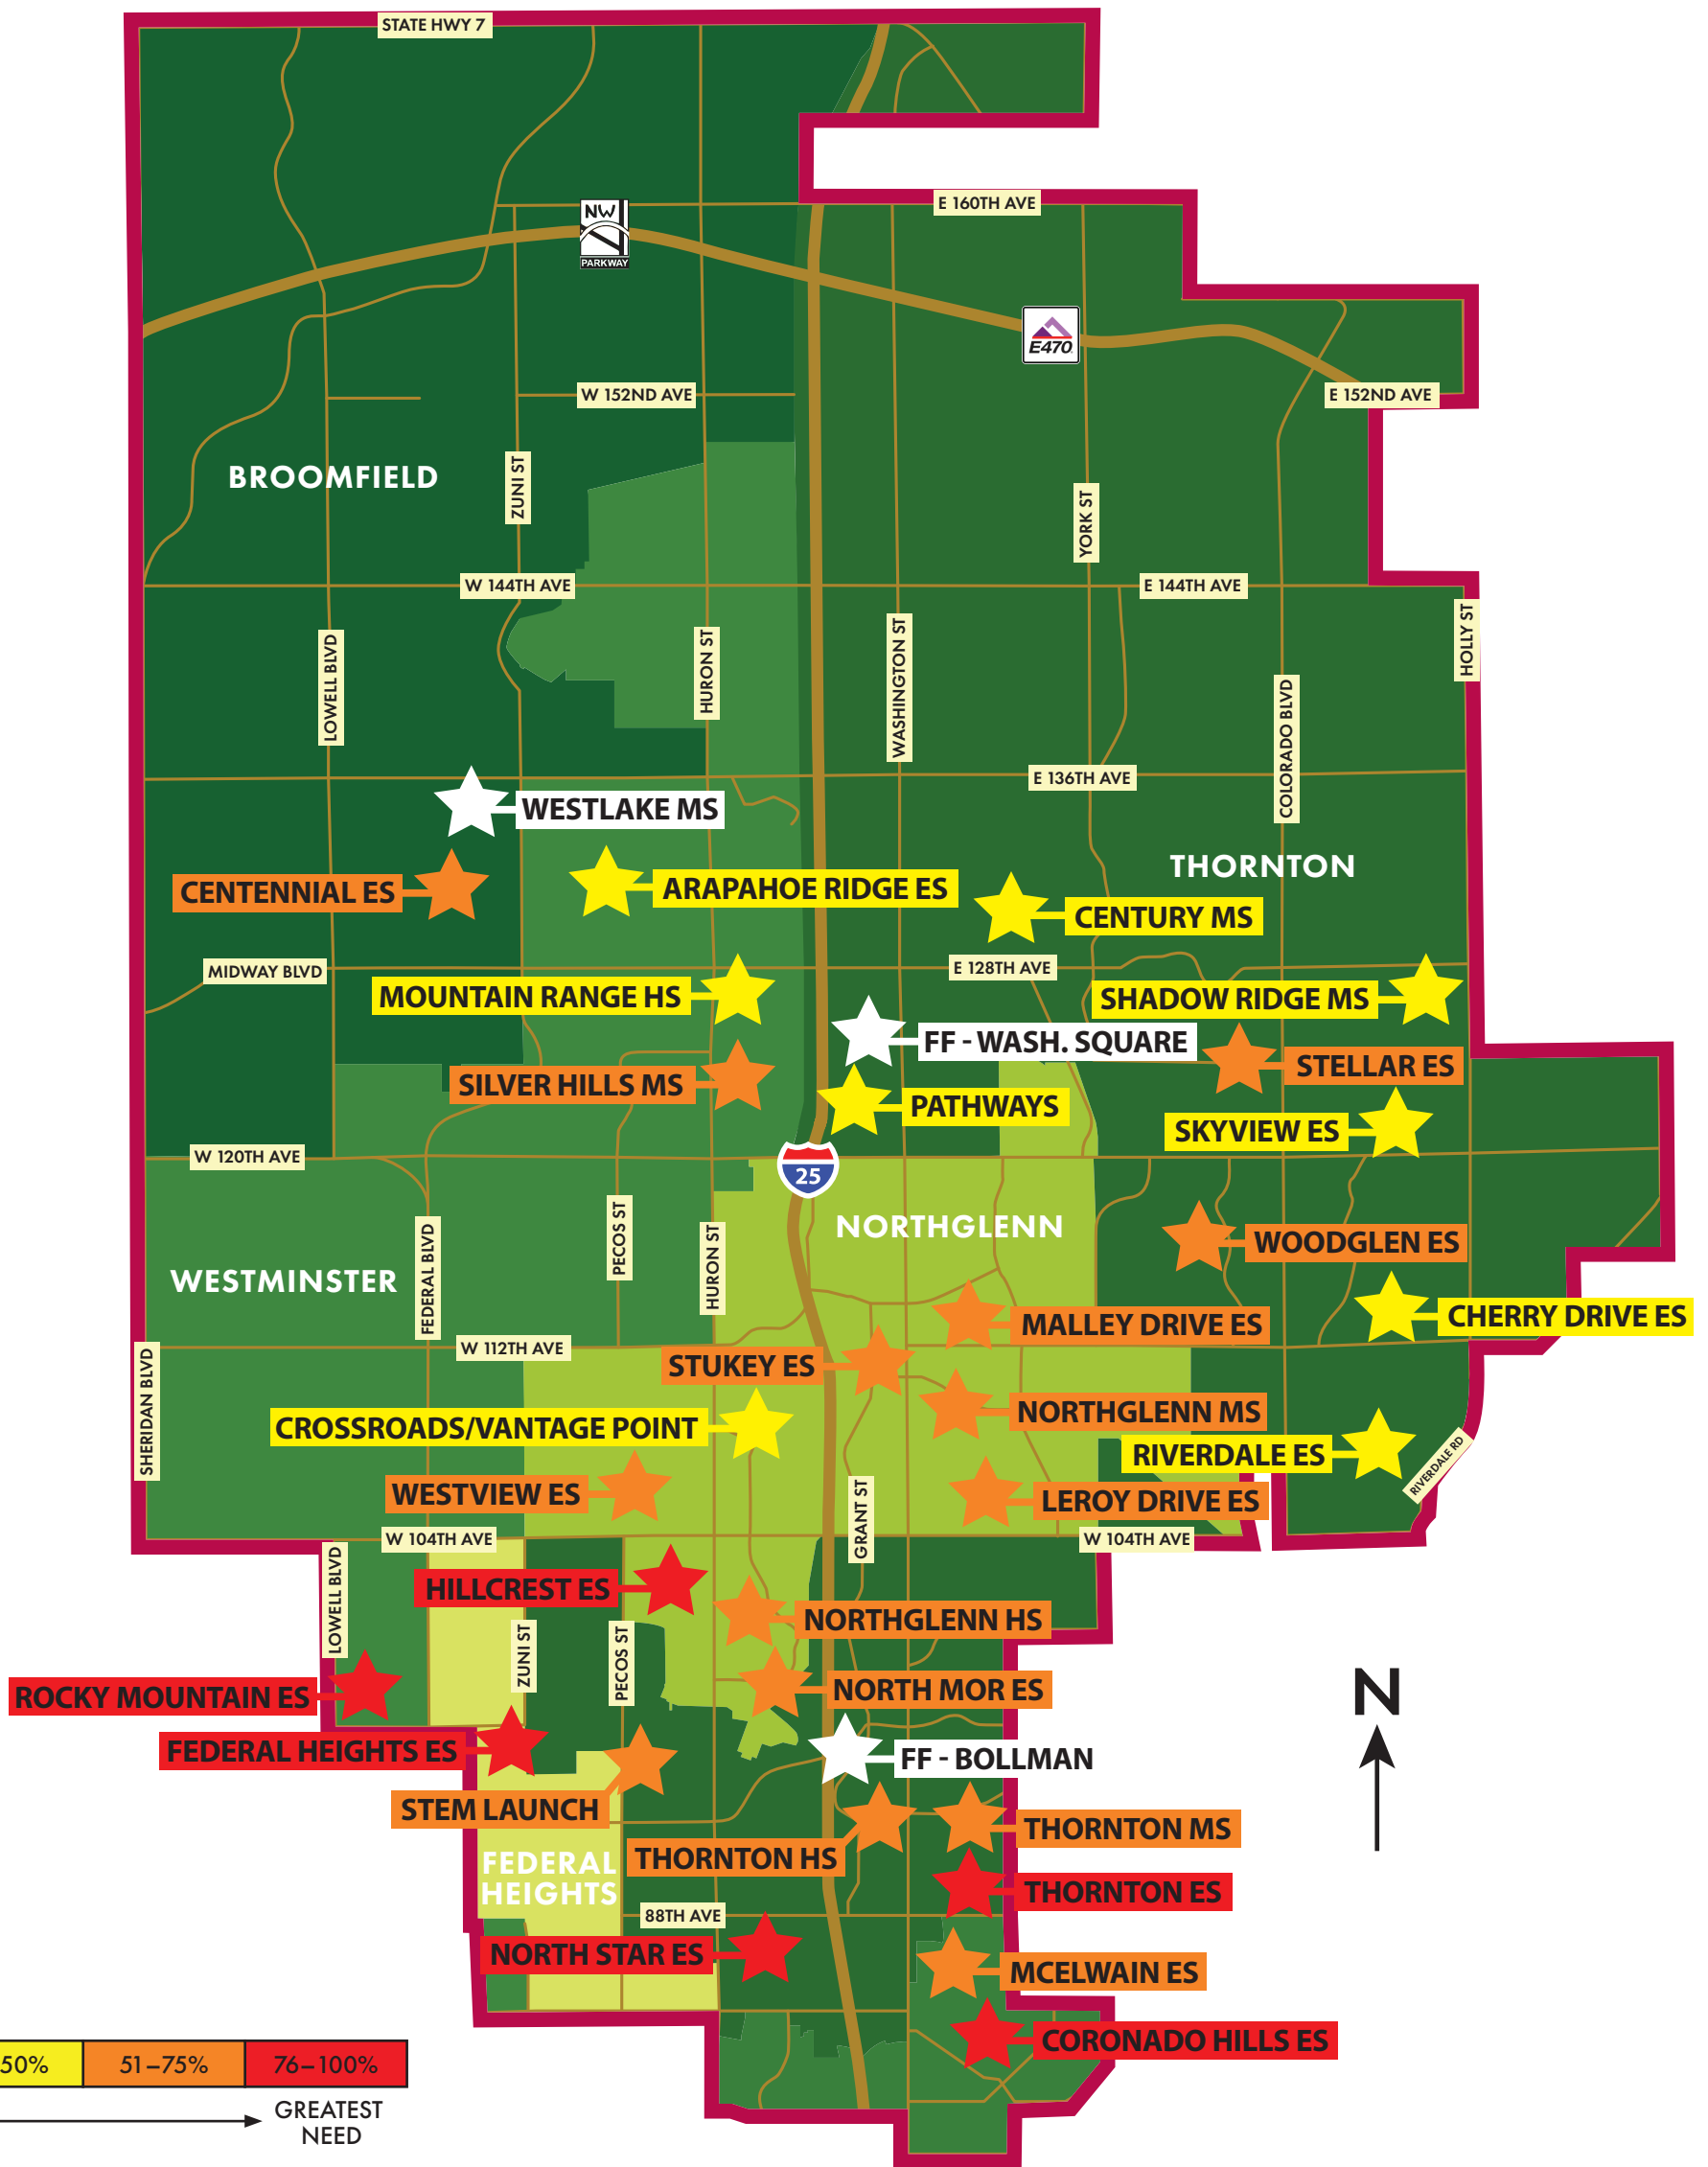 STATE HWY 7
E 160TH AVE
NW
PARKWAY
E470
W 152ND AVE
E 152ND AVE
BROOMFIELD
ZUNI ST
YORK ST
W 144TH AVE
E 144TH AVE
HOLLY ST
LOWELL BLVD
HURON ST
WASHINGTON ST
COLORADO BLVD
E 136TH AVE
WESTLAKE MS
THORNTON
CENTENNIAL ES
ARAPAHOE RIDGE ES
CENTURY MS
MIDWAY BLVD
E 128TH AVE
MOUNTAIN RANGE HS
SHADOW RIDGE MS
FF - WASH. SQUARE
STELLAR ES
SILVER HILLS MS
PATHWAYS
SKYVIEW ES
W 120TH AVE
25
NORTHGLENN
PECOS ST
WOODGLEN ES
WESTMINSTER
FEDERAL BLVD
HURON ST
CHERRY DRIVE ES
MALLEY DRIVE ES
W 112TH AVE
STUKEY ES
SHERIDAN BLVD
NORTHGLENN MS
CROSSROADS/VANTAGE POINT
RIVERDALE ES
RIVERDALE RD
WESTVIEW ES
LEROY DRIVE ES
GRANT ST
W 104TH AVE
W 104TH AVE
LOWELL BLVD
HILLCREST ES
NORTHGLENN HS
ZUNI ST
PECOS ST
ROCKY MOUNTAIN ES
NORTH MOR ES
N
FEDERAL HEIGHTS ES
FF - BOLLMAN
STEM LAUNCH
THORNTON MS
THORNTON HS
FEDERAL
HEIGHTS
THORNTON ES
88TH AVE
NORTH STAR ES
MCELWAIN ES
CORONADO HILLS ES
50%
51–75%
76–100%
GREATEST
NEED